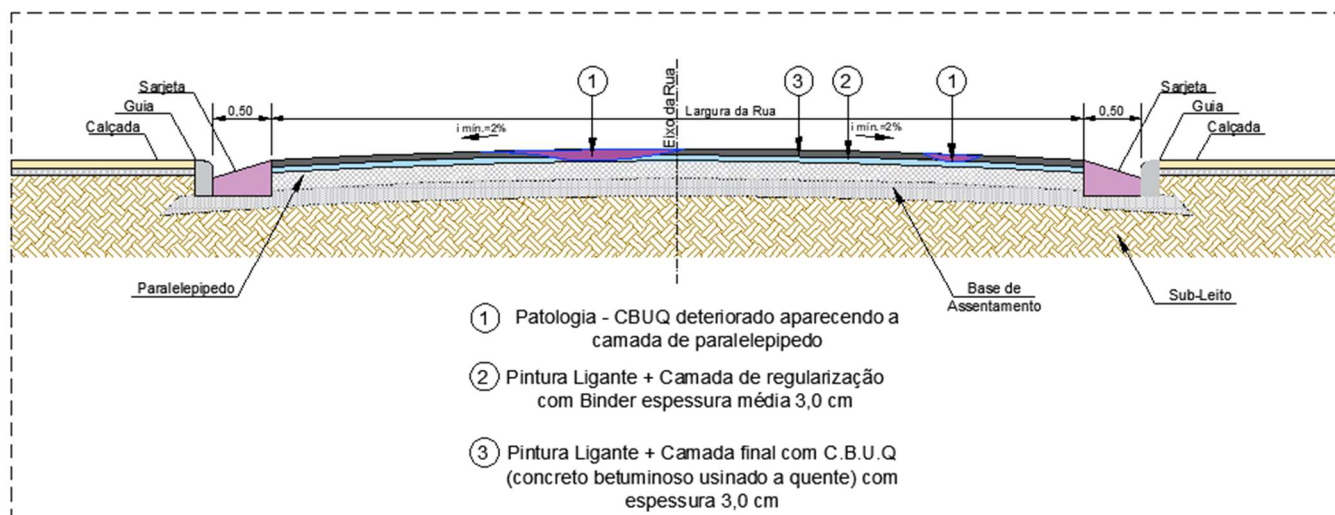 1
3
2
1
Sarjeta
Guia
Calçada
0,50
Eixo da Rua
Largura da Rua
0,50
Sarjeta
Guia
Calçada
i mín.=2%
i mín.=2%
Paralelepipedo
Base de
Assentamento
Sub-Leito
1 Patologia - CBUQ deteriorado aparecendo a
camada de paralelepipedo
2 Pintura Ligante + Camada de regularização
com Binder espessura média 3,0 cm
3 Pintura Ligante + Camada final com C.B.U.Q
(concreto betuminoso usinado a quente) com
espessura 3,0 cm